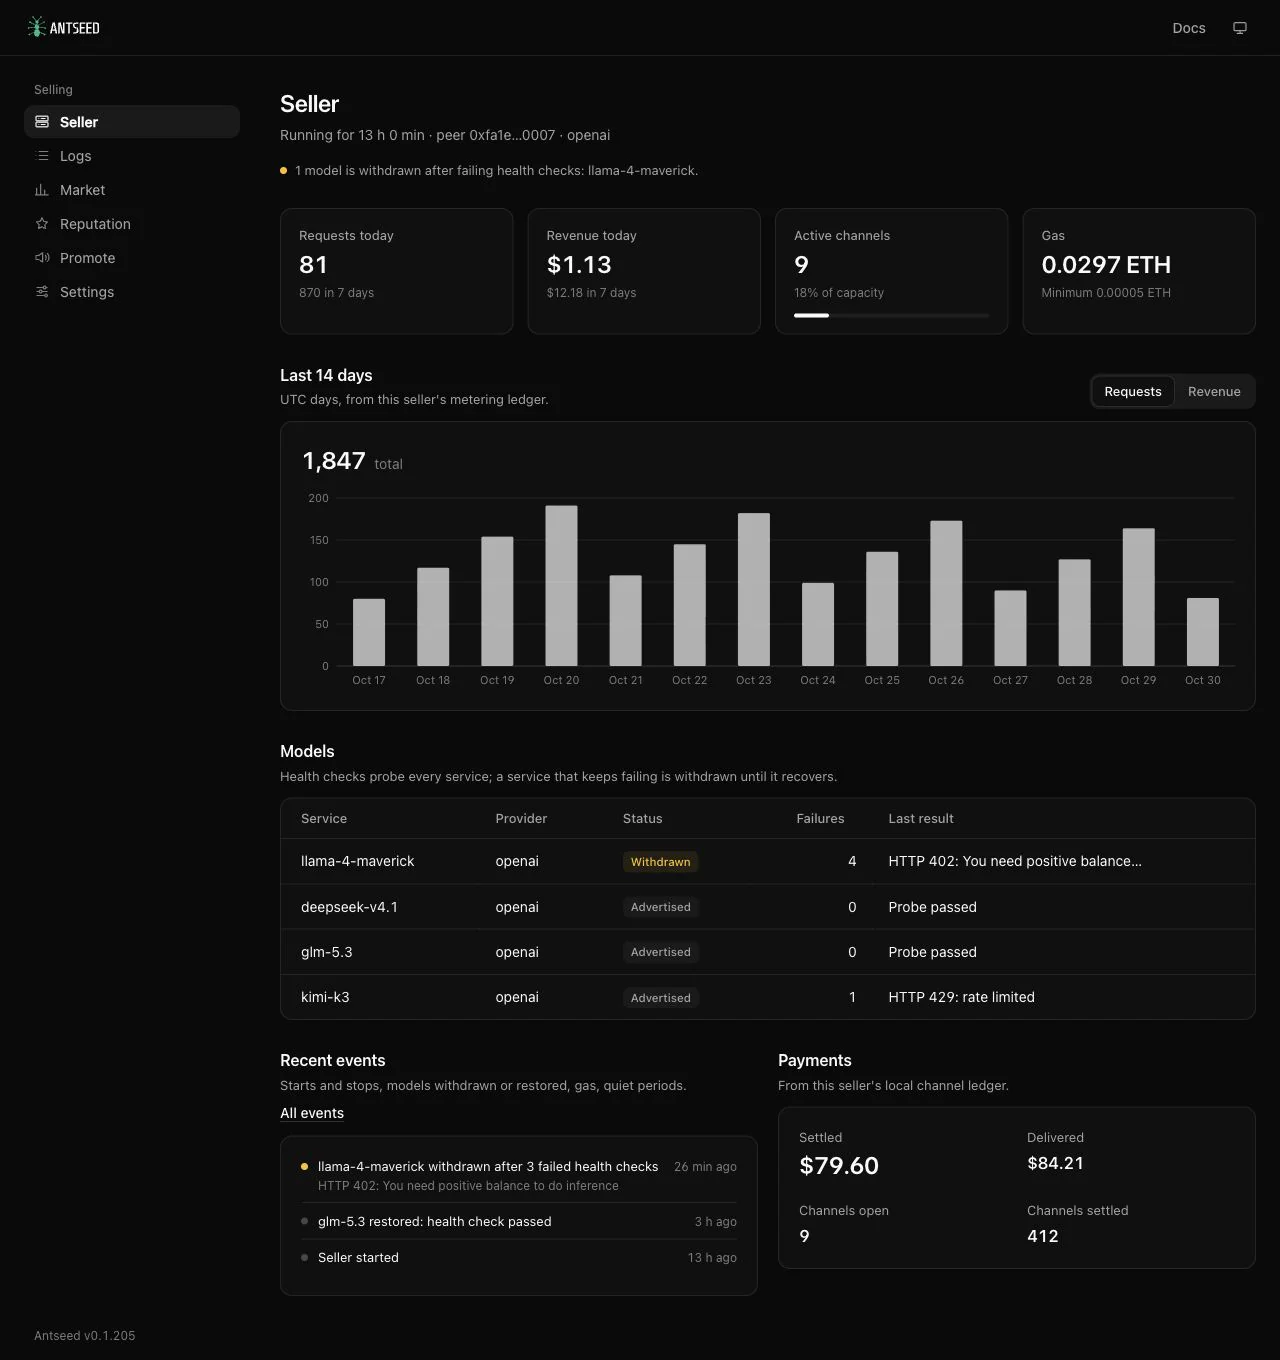 ANTSEED
Docs
Selling
Seller
Logs
Market
Reputation
Promote
Settings
Seller
Running for 13 h 0 min · peer 0xfa1e…0007 · openai
1 model is withdrawn after failing health checks: llama-4-maverick.
Requests today
81
870 in 7 days
Revenue today
$1.13
$12.18 in 7 days
Active channels
9
18% of capacity
Gas
0.0297 ETH
Minimum 0.00005 ETH
Last 14 days
UTC days, from this seller's metering ledger.
Requests Revenue
1,847 total
200
150
100
50
0
Oct 17 Oct 18 Oct 19 Oct 20 Oct 21 Oct 22 Oct 23 Oct 24 Oct 25 Oct 26 Oct 27 Oct 28 Oct 29 Oct 30
Models
Health checks probe every service; a service that keeps failing is withdrawn until it recovers.
Service Provider Status Failures Last result
llama-4-maverick openai Withdrawn 4 HTTP 402: You need positive balance…
deepseek-v4.1 openai Advertised 0 Probe passed
glm-5.3 openai Advertised 0 Probe passed
kimi-k3 openai Advertised 1 HTTP 429: rate limited
Recent events
Starts and stops, models withdrawn or restored, gas, quiet periods.
All events
llama-4-maverick withdrawn after 3 failed health checks 26 min ago
HTTP 402: You need positive balance to do inference
glm-5.3 restored: health check passed 3 h ago
Seller started 13 h ago
Payments
From this seller's local channel ledger.
Settled
$79.60
Delivered
$84.21
Channels open
9
Channels settled
412
Antseed v0.1.205